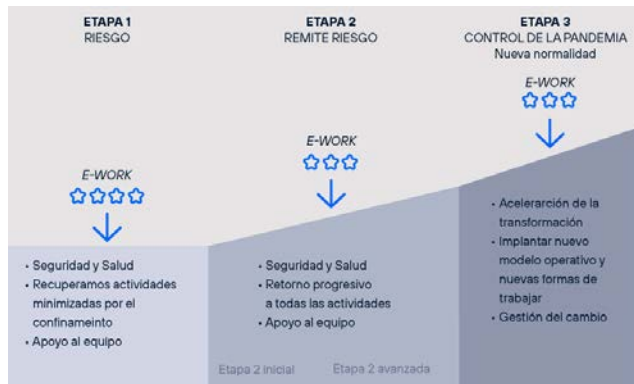 ETAPA 1
RIESGO
E-WORK
• Seguridad y Salud
• Recuperamos actividades
minimizadas por el
confinameinto
• Apoyo al equipo
ETAPA 2
REMITE RIESGO
E-WORK
• Seguridad y Salud
• Retorno progresivo
a todas las actividades
• Apoyo al equipo
Etapa 2 inicial
Etapa 2 avanzada
ETAPA 3
CONTROL DE LA PANDEMIA
Nueva normalidad
E-WORK
• Acelerarción de la
transformación
• Implantar nuevo
modelo operativo y
nuevas formas de
trabajar
• Gestión del cambio